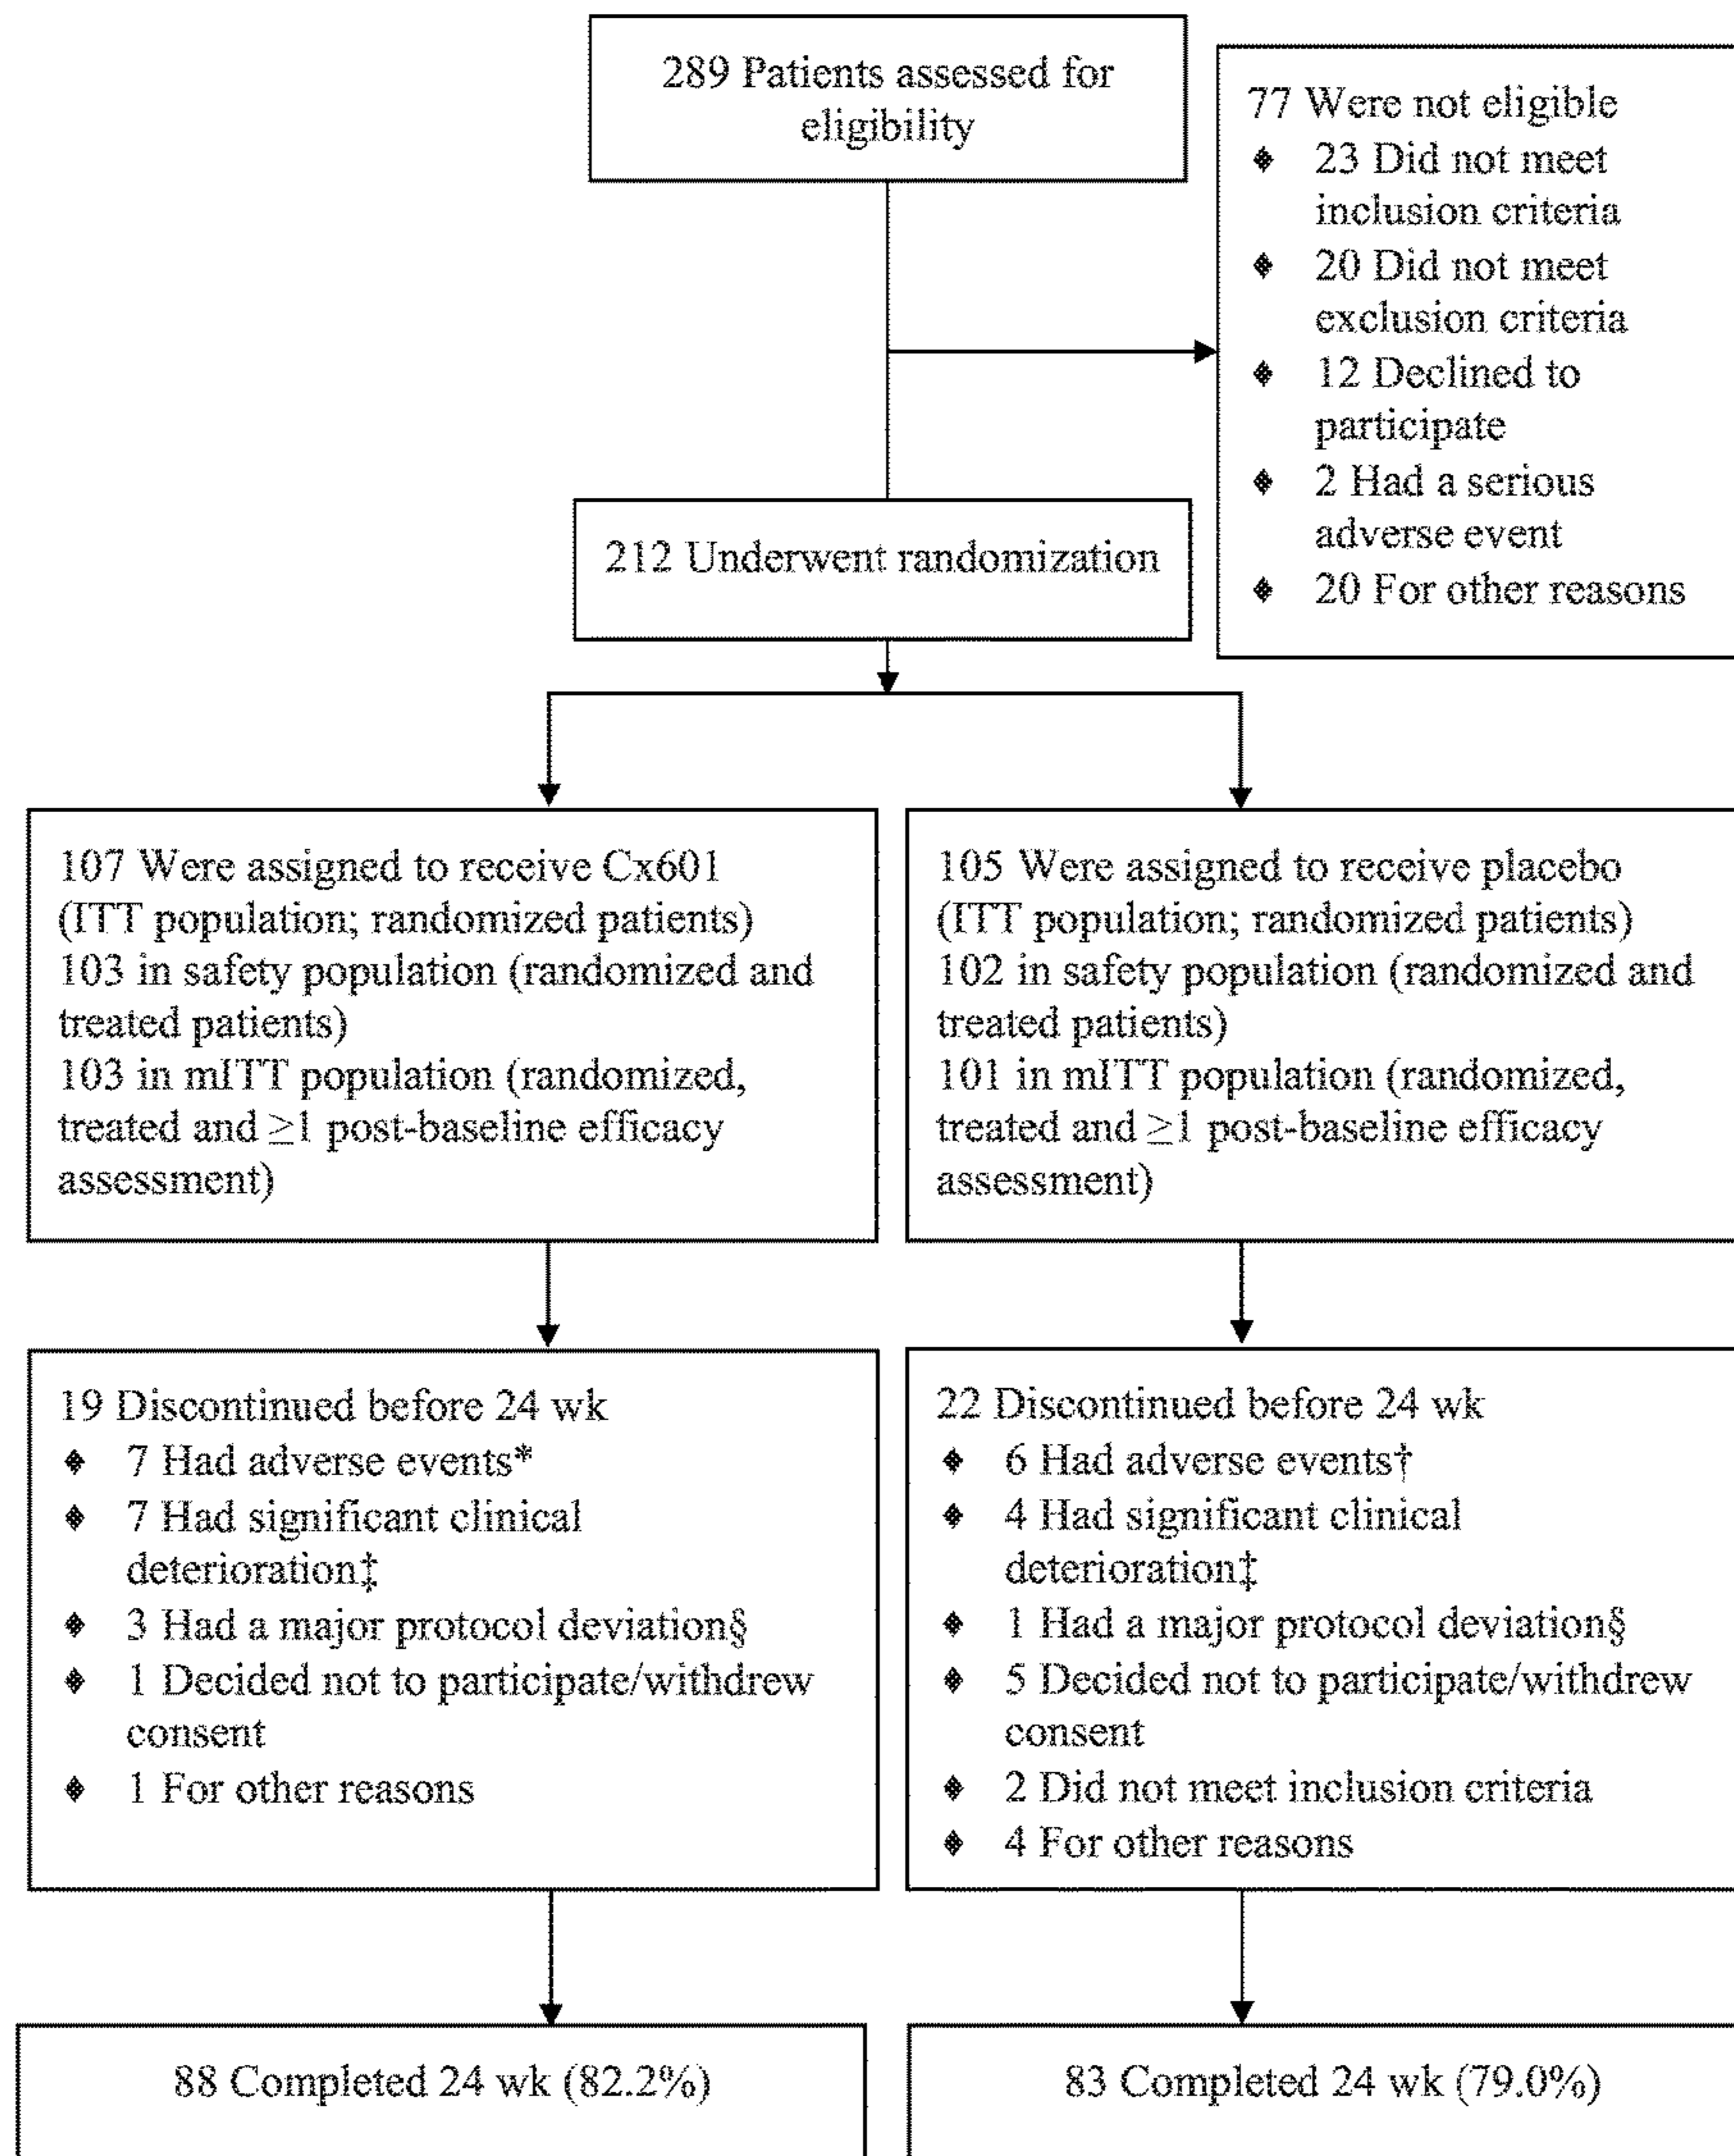 289 Patients assessed for
eligibility
77 Were not eligible
23 Did not meet
inclusion criteria
20 Did not meet
exclusion criteria
12 Declined to
participate
2 Had a serious
adverse event
20 For other reasons
212 Underwent randomization
107 Were assigned to receive Cx601
(ITT population; randomized patients)
103 in safety population (randomized and
treated patients)
103 in mITT population (randomized,
treated and ≥1 post-baseline efficacy
assessment)
105 Were assigned to receive placebo
(ITT population; randomized patients)
102 in safety population (randomized and
treated patients)
101 in mITT population (randomized,
treated and ≥1 post-baseline efficacy
assessment)
19 Discontinued before 24 wk
7 Had adverse events*
7 Had significant clinical
deterioration‡
3 Had a major protocol deviation§
1 Decided not to participate/withdrew
consent
1 For other reasons
22 Discontinued before 24 wk
6 Had adverse events†
4 Had significant clinical
deterioration‡
1 Had a major protocol deviation§
5 Decided not to participate/withdrew
consent
2 Did not meet inclusion criteria
4 For other reasons
88 Completed 24 wk (82.2%)
83 Completed 24 wk (79.0%)